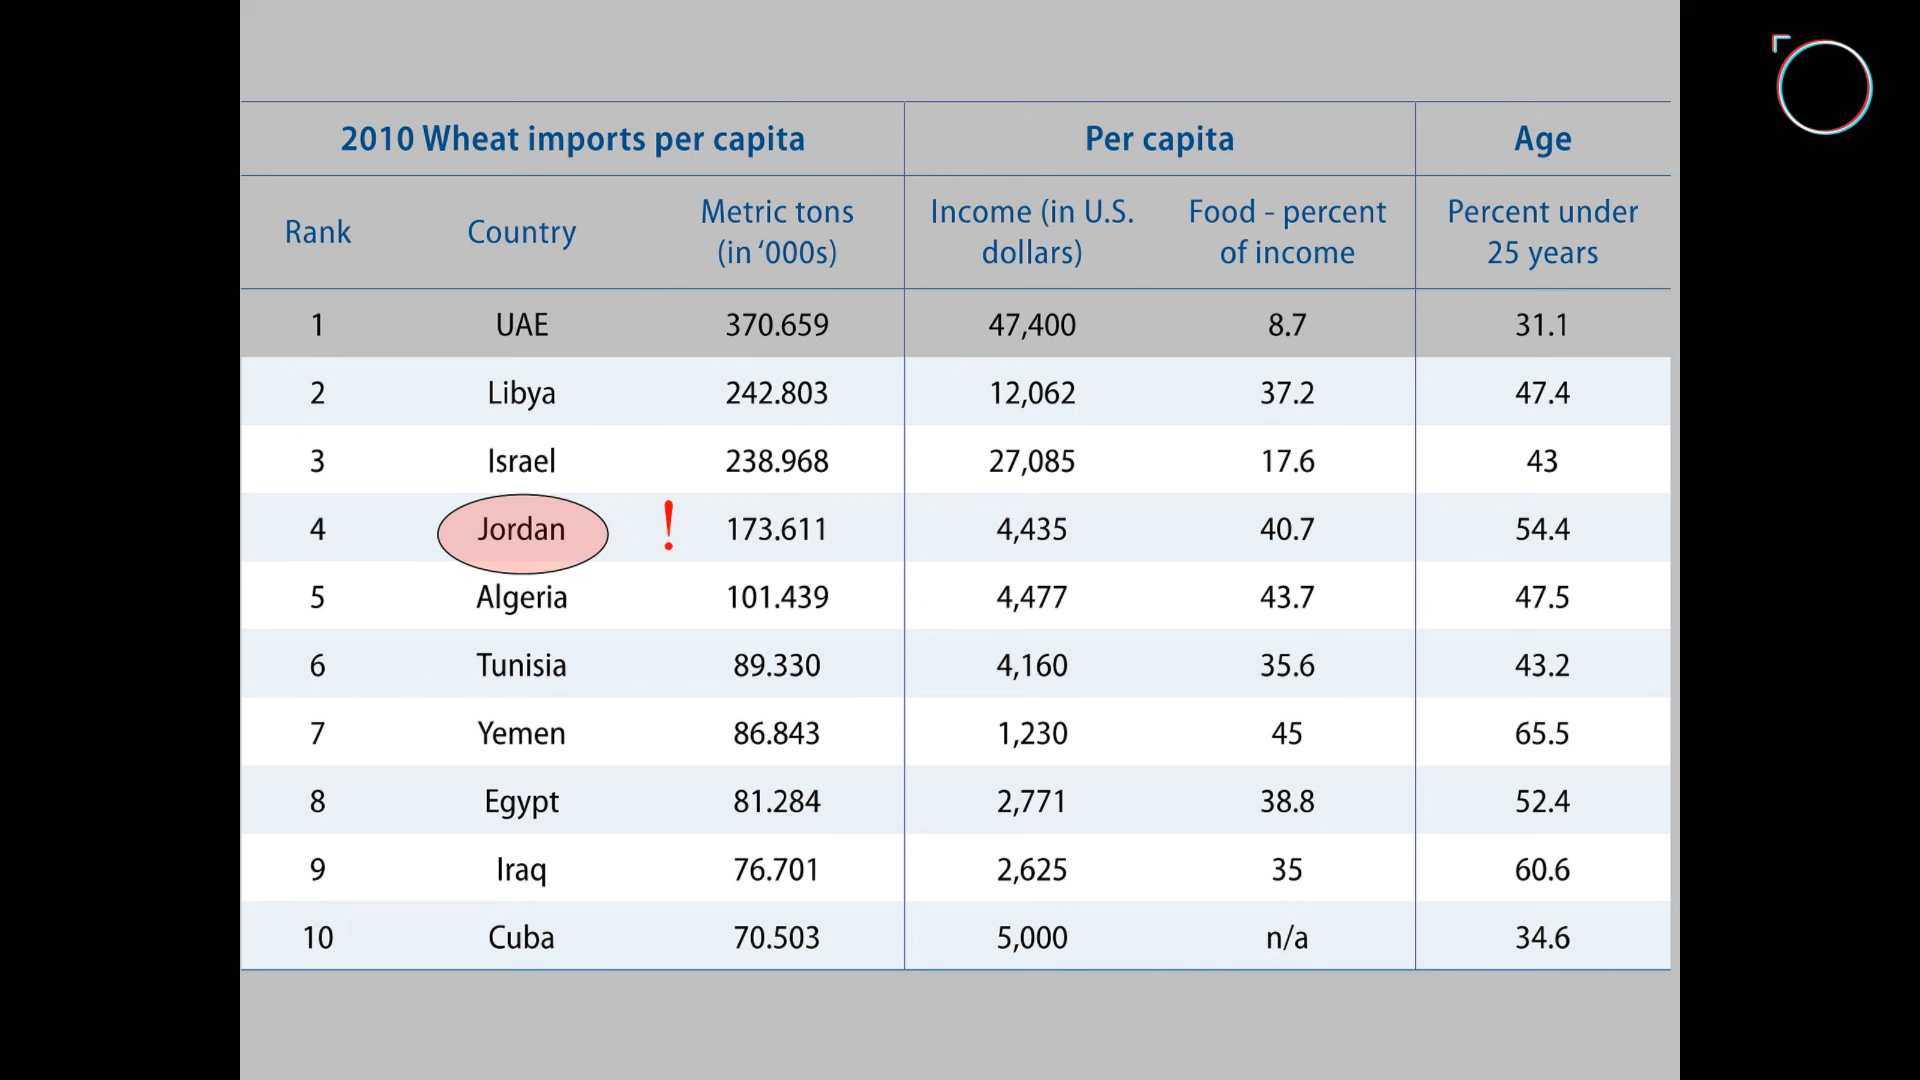 2010 Wheat imports per capita Per capita Age
Rank Country Metric tons (in ‘000s) Income (in U.S. dollars) Food - percent of income Percent under 25 years
1 UAE 370.659 47,400 8.7 31.1
2 Libya 242.803 12,062 37.2 47.4
3 Israel 238.968 27,085 17.6 43
4 Jordan ! 173.611 4,435 40.7 54.4
5 Algeria 101.439 4,477 43.7 47.5
6 Tunisia 89.330 4,160 35.6 43.2
7 Yemen 86.843 1,230 45 65.5
8 Egypt 81.284 2,771 38.8 52.4
9 Iraq 76.701 2,625 35 60.6
10 Cuba 70.503 5,000 n/a 34.6